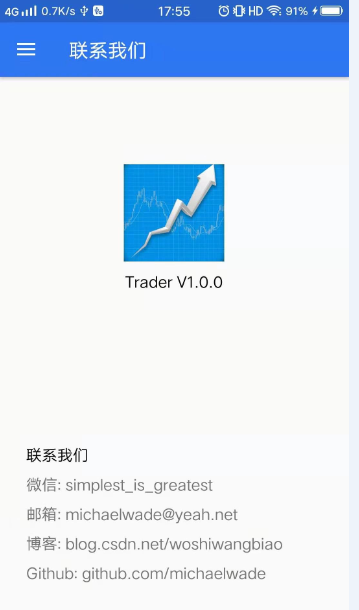 4G 0.7K/s 17:55 HD 91%
联系我们
Trader V1.0.0
联系我们
微信: simplest_is_greatest
邮箱: michaelwade@yeah.net
博客: blog.csdn.net/woshiwangbiao
Github: github.com/michaelwade